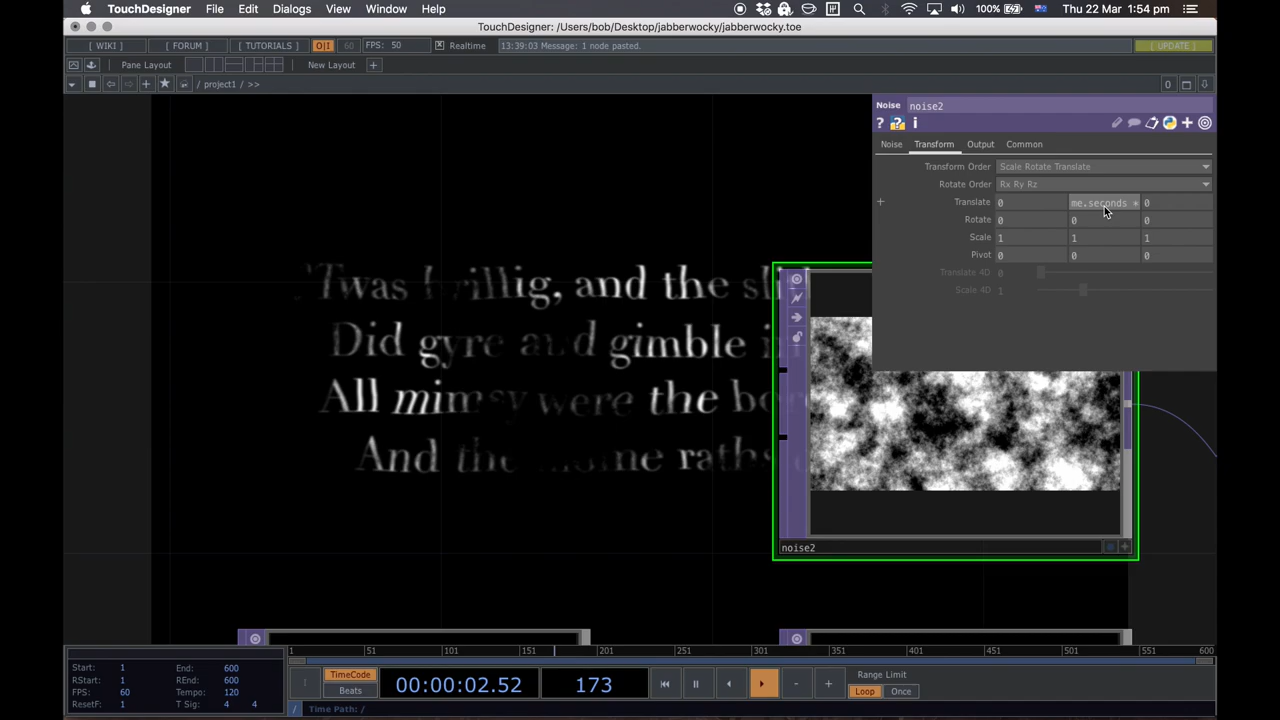 TouchDesigner File Edit Dialogs View Window Help 100% Thu 22 Mar 1:54 pm
TouchDesigner: /Users/bob/Desktop/jabberwocky/jabberwocky.toe
[ WIKI ] [ FORUM ] [ TUTORIALS ] O|I 60 FPS: 50 Realtime 13:39:03 Message: 1 node pasted. [ UPDATE ]
Pane Layout New Layout +
/ project1 / >> 0
Noise noise2
? ? i
Noise Transform Output Common
Transform Order Scale Rotate Translate
Rotate Order Rx Ry Rz
+ Translate 0 me.seconds * 0
Rotate 0 0 0
Scale 1 1 1
Pivot 0 0 0
Translate 4D 0
Scale 4D 1
'Twas brillig, and the
Did gyre and gimble
All mimsy were the
And the mome raths
noise2
1 51 101 151 201 251 301 351 401 451 501 551 600
Start: 1 End: 600
RStart: 1 REnd: 600
FPS: 60 Tempo: 120
ResetF: 1 T Sig: 4 4
TimeCode
Beats
00:00:02.52 173
- +
Range Limit
Loop Once
/ Time Path: /